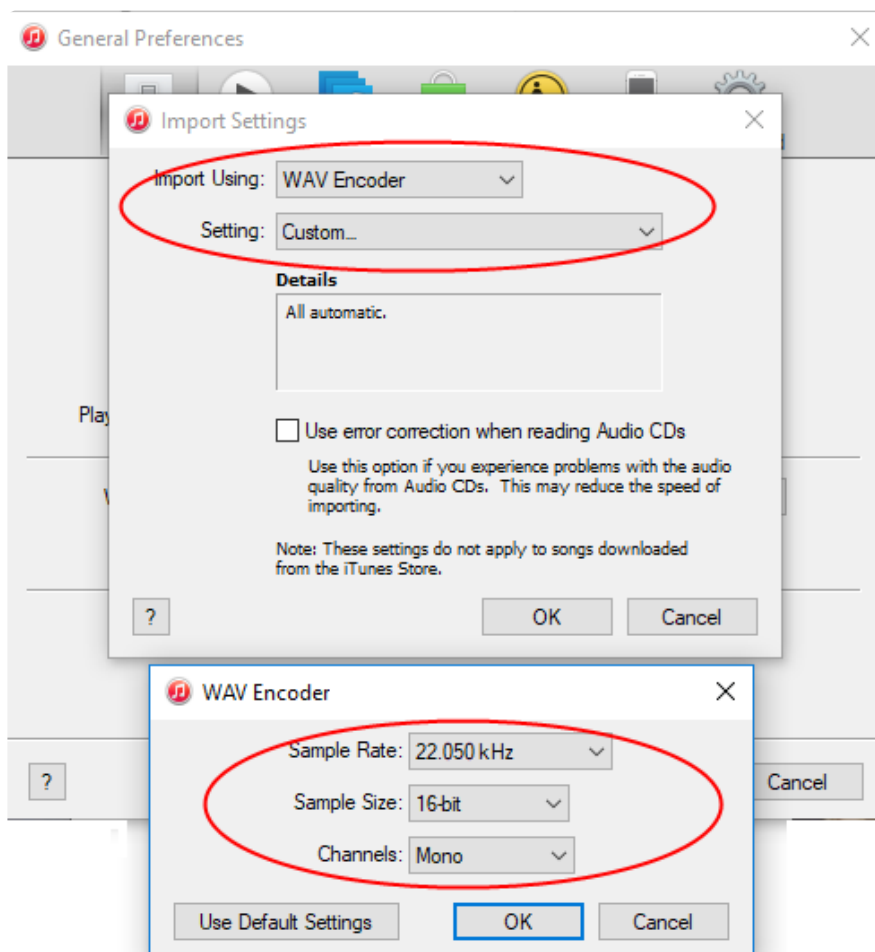 General Preferences
Import Settings
Import Using: WAV Encoder
Setting: Custom...
Details
All automatic.
Play
Use error correction when reading Audio CDs
Use this option if you experience problems with the audio
quality from Audio CDs. This may reduce the speed of
importing.
Note: These settings do not apply to songs downloaded
from the iTunes Store.
? OK Cancel
WAV Encoder
Sample Rate: 22.050 kHz
? Cancel
Sample Size: 16-bit
Channels: Mono
Use Default Settings OK Cancel